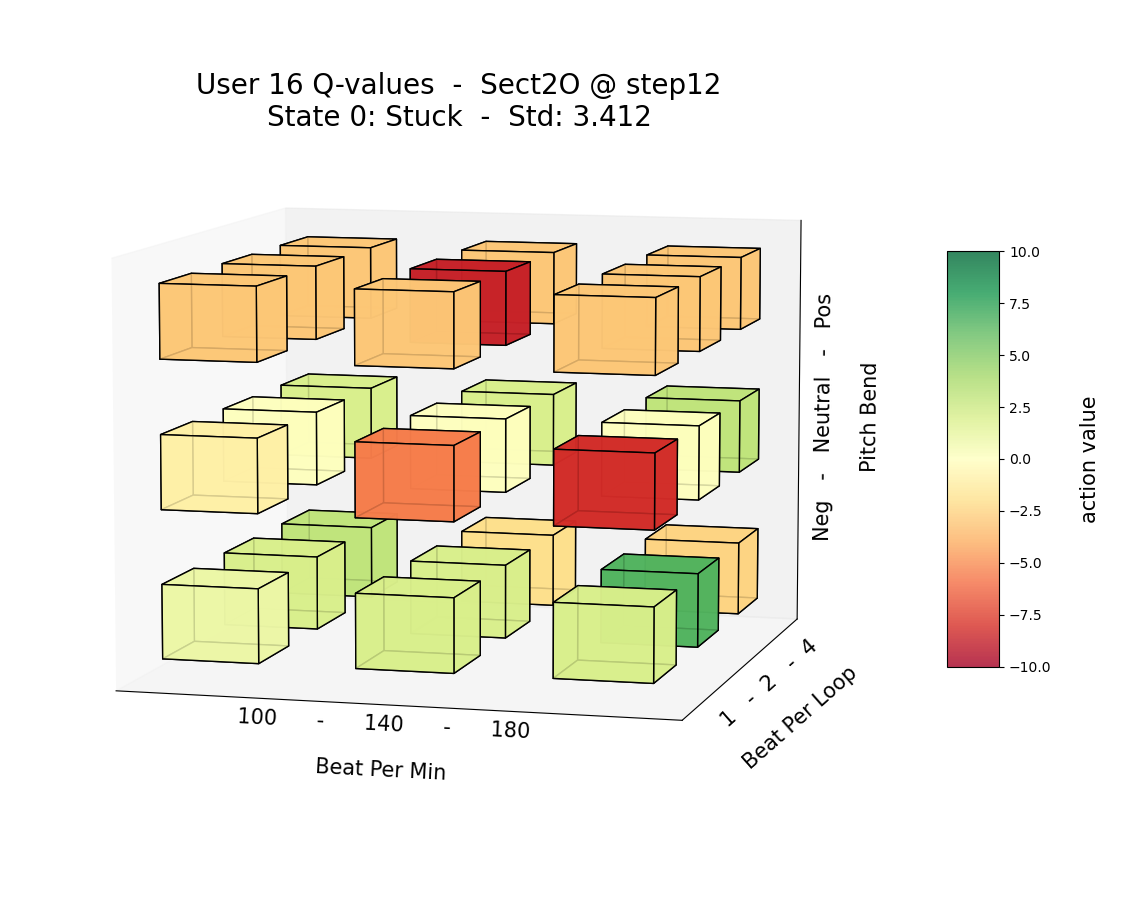 User 16 Q-values  -  Sect2O @ step12
State 0: Stuck  -  Std: 3.412
10.0
7.5
5.0
2.5
0.0
−2.5
−5.0
−7.5
−10.0
action value
Neg   -   Neutral   -   Pos
Pitch Bend
1  -  2  -  4
Beat Per Loop
100     -     140     -     180
Beat Per Min